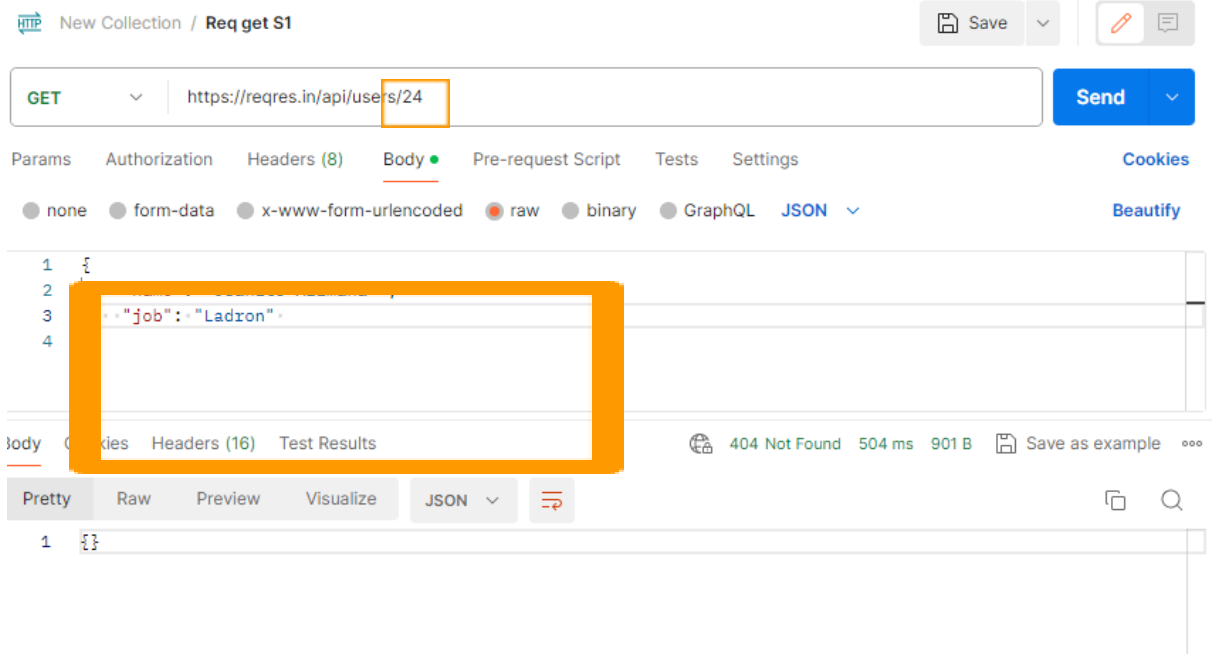 HTTP New Collection / Req get S1 Save
GET https://reqres.in/api/users/24 Send
Params Authorization Headers (8) Body Pre-request Script Tests Settings Cookies
none form-data x-www-form-urlencoded raw binary GraphQL JSON Beautify
1 {
2
3 "job": "Ladron"
4
Body Cookies Headers (16) Test Results 404 Not Found 504 ms 901 B Save as example
Pretty Raw Preview Visualize JSON
1 {}